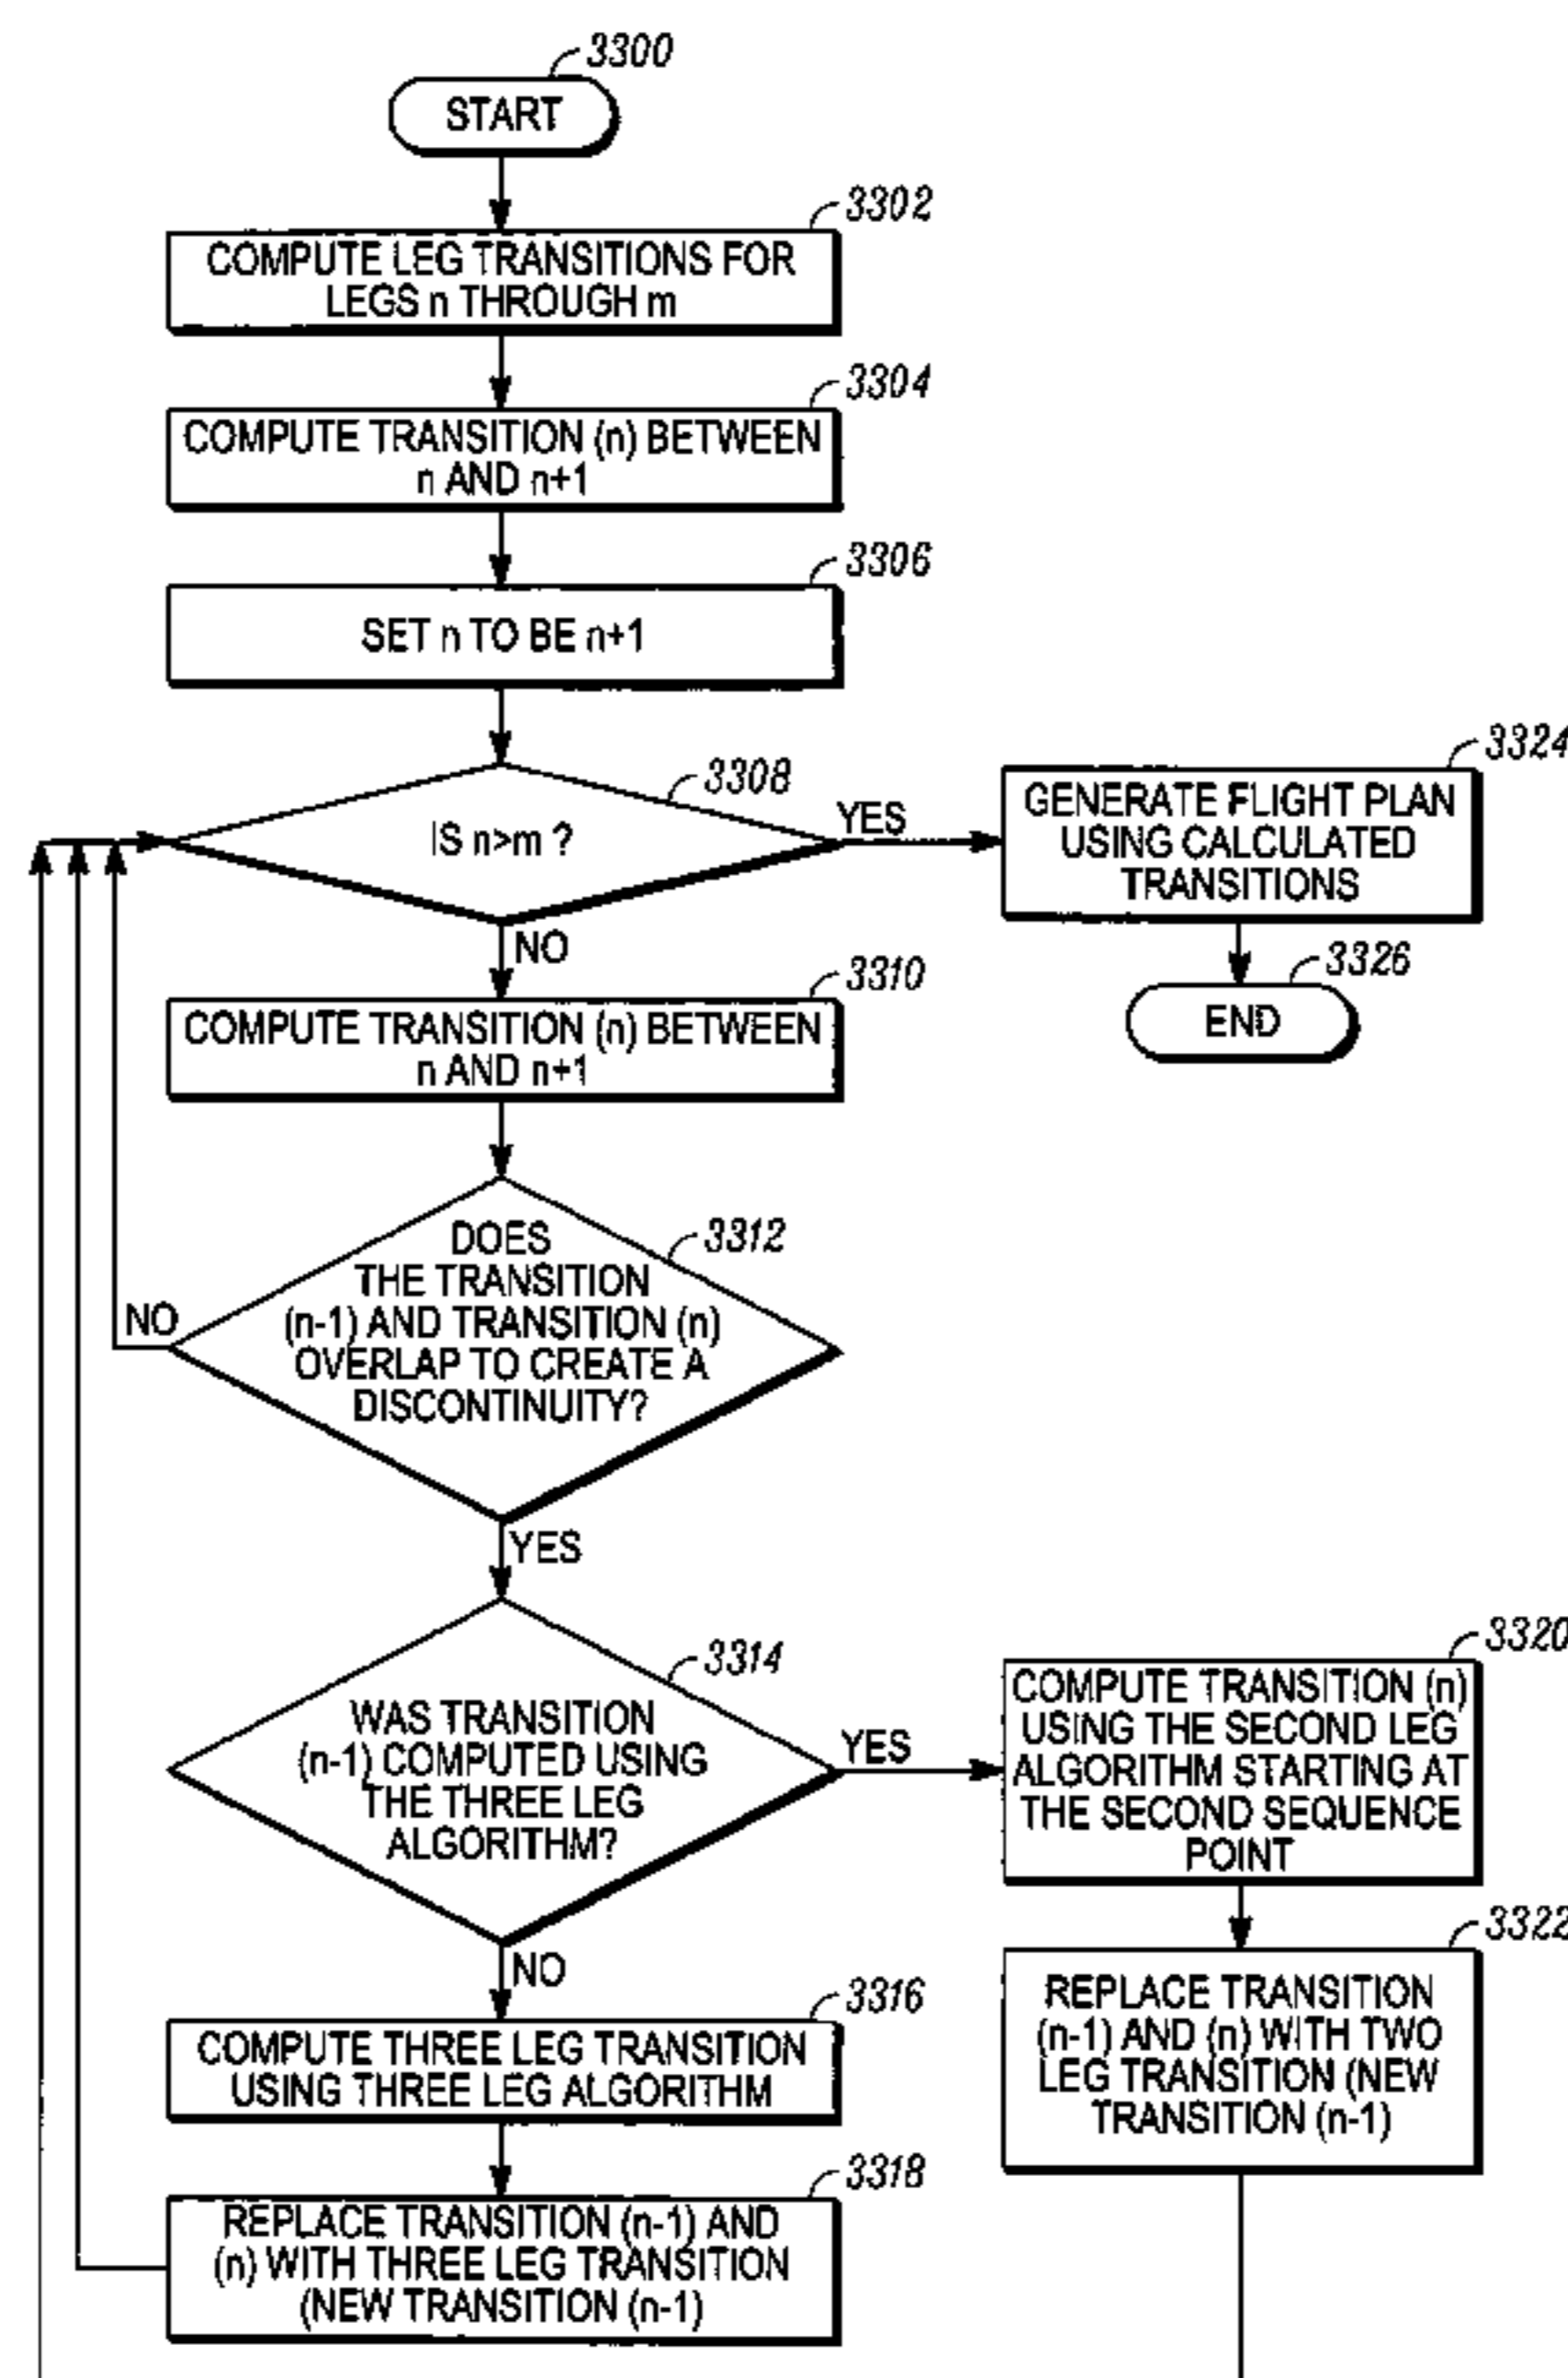 3300
START
3302
COMPUTE LEG TRANSITIONS FOR
LEGS n THROUGH m
3304
COMPUTE TRANSITION (n) BETWEEN
n AND n+1
3306
SET n TO BE n+1
3308
IS n>m ?
YES
NO
3324
GENERATE FLIGHT PLAN
USING CALCULATED
TRANSITIONS
3326
END
3310
COMPUTE TRANSITION (n) BETWEEN
n AND n+1
3312
DOES
THE TRANSITION
(n-1) AND TRANSITION (n)
OVERLAP TO CREATE A
DISCONTINUITY?
NO
YES
3314
WAS TRANSITION
(n-1) COMPUTED USING
THE THREE LEG
ALGORITHM?
YES
NO
3320
COMPUTE TRANSITION (n)
USING THE SECOND LEG
ALGORITHM STARTING AT
THE SECOND SEQUENCE
POINT
3322
REPLACE TRANSITION
(n-1) AND (n) WITH TWO
LEG TRANSITION (NEW
TRANSITION (n-1)
3316
COMPUTE THREE LEG TRANSITION
USING THREE LEG ALGORITHM
3318
REPLACE TRANSITION (n-1) AND
(n) WITH THREE LEG TRANSITION
(NEW TRANSITION (n-1)